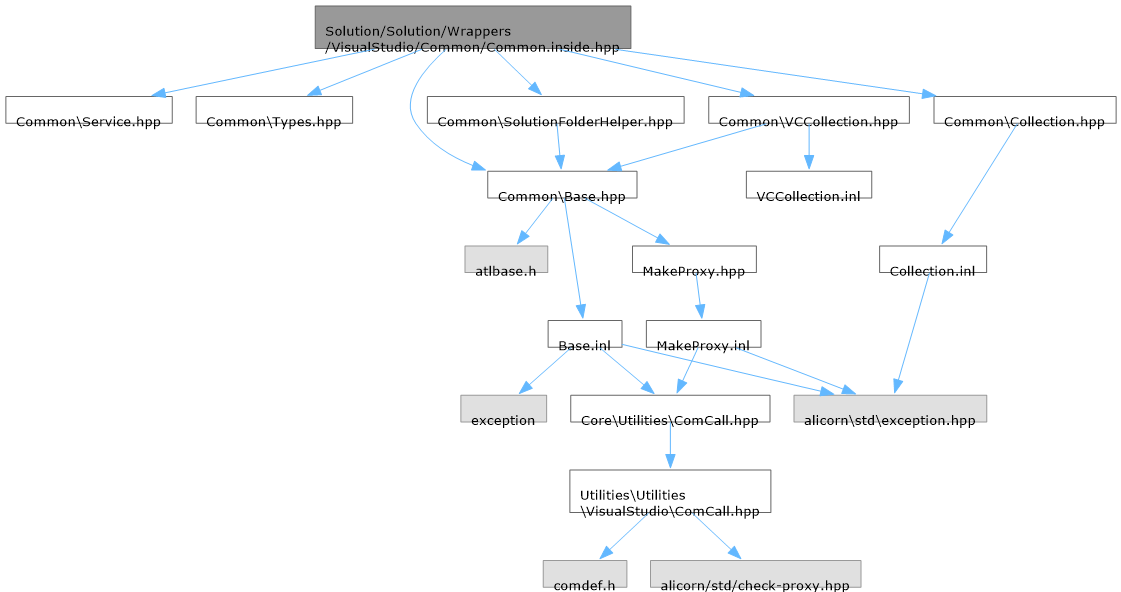 Solution/Solution/Wrappers
/VisualStudio/Common/Common.inside.hpp
Common\Service.hpp
Common\Types.hpp
Common\SolutionFolderHelper.hpp
Common\VCCollection.hpp
Common\Collection.hpp
Common\Base.hpp
VCCollection.inl
atlbase.h
MakeProxy.hpp
Collection.inl
Base.inl
MakeProxy.inl
exception
Core\Utilities\ComCall.hpp
alicorn\std\exception.hpp
Utilities\Utilities
\VisualStudio\ComCall.hpp
comdef.h
alicorn/std/check-proxy.hpp